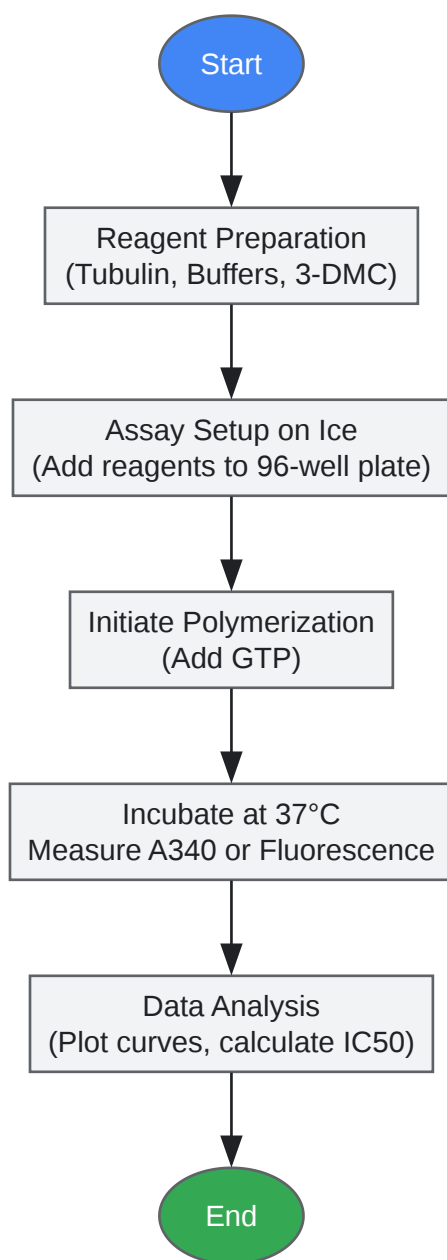 Start
Reagent Preparation
(Tubulin, Buffers, 3-DMC)
Assay Setup on Ice
(Add reagents to 96-well plate)
Initiate Polymerization
(Add GTP)
Incubate at 37°C
Measure A340 or Fluorescence
Data Analysis
(Plot curves, calculate IC50)
End